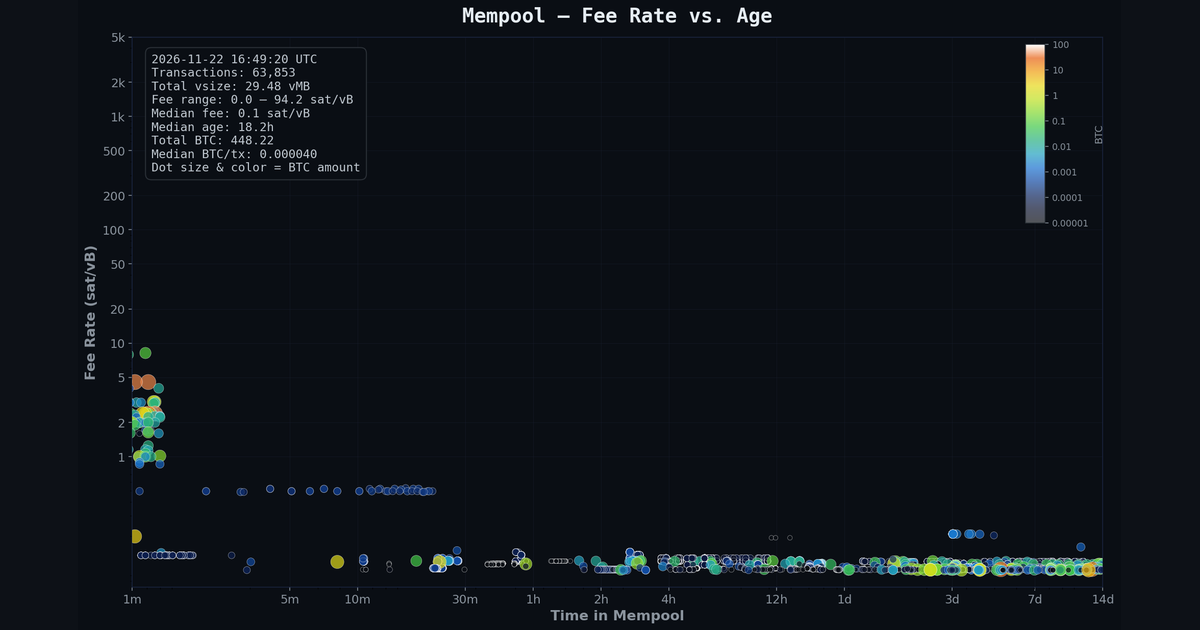 Mempool — Fee Rate vs. Age
2026-11-22 16:49:20 UTC
Transactions: 63,853
Total vsize: 29.48 vMB
Fee range: 0.0 — 94.2 sat/vB
Median fee: 0.1 sat/vB
Median age: 18.2h
Total BTC: 448.22
Median BTC/tx: 0.000040
Dot size & color = BTC amount
5k
2k
1k
500
200
100
50
20
10
5
2
1
Fee Rate (sat/vB)
100
10
1
0.1
0.01
0.001
0.0001
0.00001
BTC
1m
5m
10m
30m
1h
2h
4h
12h
1d
3d
7d
14d
Time in Mempool